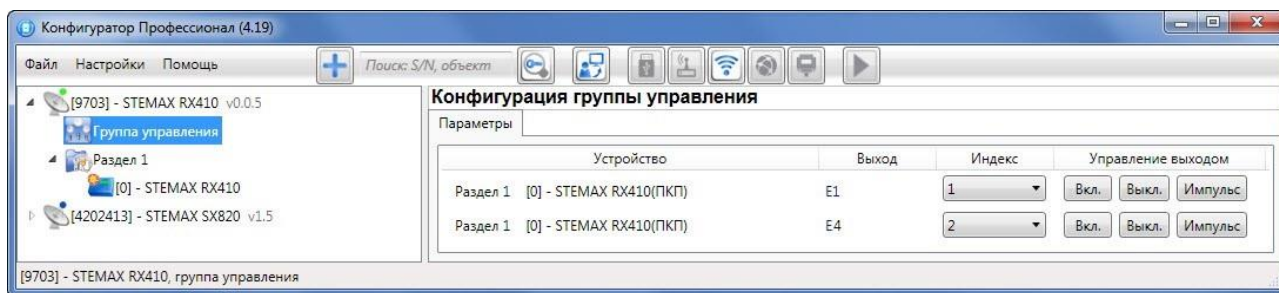 Конфигуратор Профессионал (4.19)
Файл Настройки Помощь Поиск: S/N, объект
[9703] - STEMAX RX410 v0.0.5
Группа управления
Раздел 1
[0] - STEMAX RX410
[4202413] - STEMAX SX820 v1.5
Конфигурация группы управления
Параметры
Устройство Выход Индекс Управление выходом
Раздел 1 [0] - STEMAX RX410(ПКП) E1 1 Вкл. Выкл. Импульс
Раздел 1 [0] - STEMAX RX410(ПКП) E4 2 Вкл. Выкл. Импульс
[9703] - STEMAX RX410, группа управления